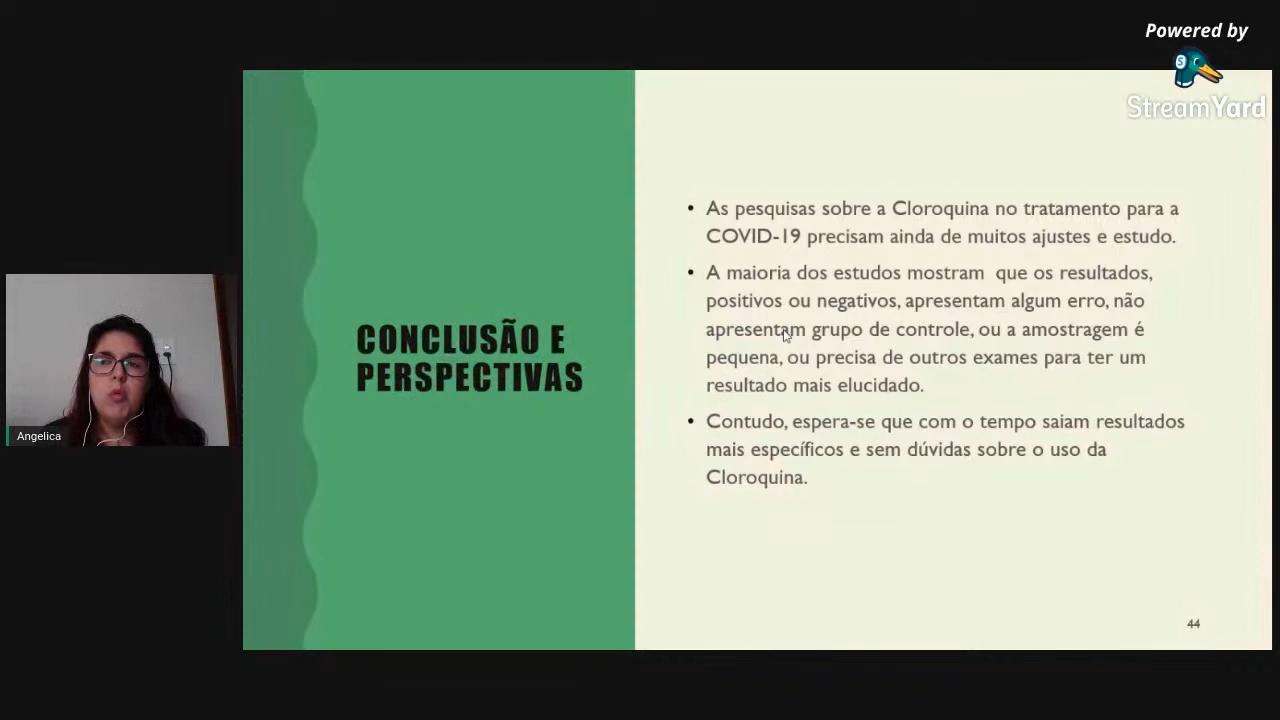 Powered by
StreamYard
CONCLUSÃO E
PERSPECTIVAS
• As pesquisas sobre a Cloroquina no tratamento para a
COVID-19 precisam ainda de muitos ajustes e estudo.
• A maioria dos estudos mostram que os resultados,
positivos ou negativos, apresentam algum erro, não
apresentam grupo de controle, ou a amostragem é
pequena, ou precisa de outros exames para ter um
resultado mais elucidado.
• Contudo, espera-se que com o tempo saiam resultados
mais específicos e sem dúvidas sobre o uso da
Cloroquina.
44
Angelica